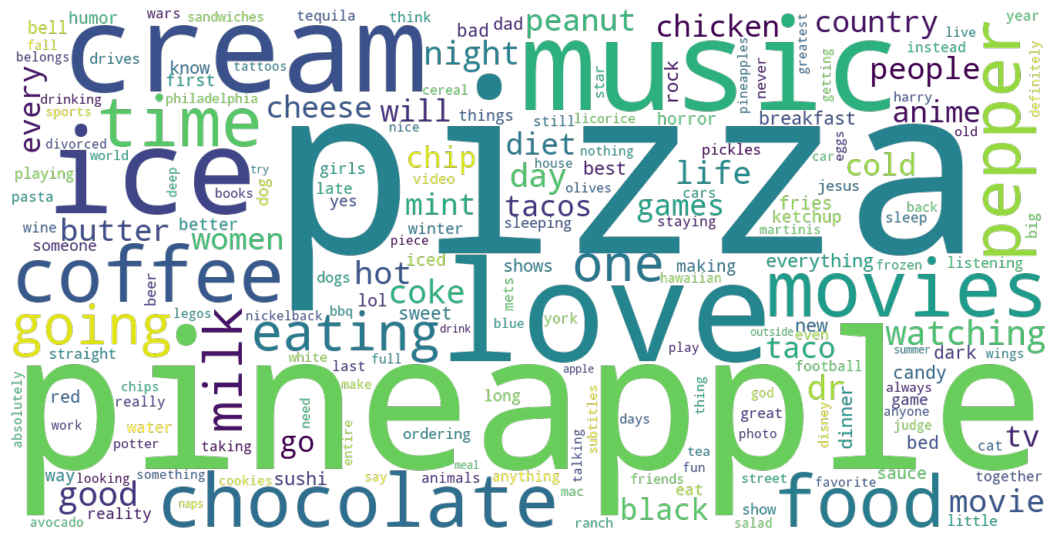 wars
sandwiches
tequila
think
bad
dad
peanut
chicken
country
year
humor
bell
fall
belongs
drives
cream
night
music
people
pepper
instead
live
greatest
know
first
tattoos
cereal
star
rock
never
pineapples
getting
definitely
every
drinking
sports
philadelphia
time
cheese
will
things
still
licorice
horror
breakfast
anime
harry
old
divorced
world
nice
pizza
ice
playing
try
deep
books
dog
girls
late
yes
chip
video
diet
house
nothing
best
pickles
car
eggs
cold
pasta
day
olives
life
cars
jesus
mint
tacos
games
fries
ketchup
back
sleep
big
wine
butter
better
women
someone
winter
sleeping
piece
staying
martinis
coffee
beer
dogs
hot
iced
shows
love
one
making
hawaiian
everything
frozen
listening
movies
legos
nickelback
bbq
lol
coke
sweet
mets
blue
york
play
outside
new
even
going
milk
eating
drink
taco
watching
straight
white
last
full
make
apple
football
summer
dark
wings
pineapple
absolutely
red
chips
really
work
water
potter
need
entire
long
subtitles
days
thing
god
great
photo
dr
disney
dinner
candy
always
game
anyone
judge
taking
go
ordering
talking
tea
fun
bed
cat
tv
way
looking
something
cookies
sushi
say
meal
animals
anything
friends
street
sauce
together
good
reality
naps
chocolate
mac
eat
show
favorite
food
movie
avocado
ranch
black
salad
little